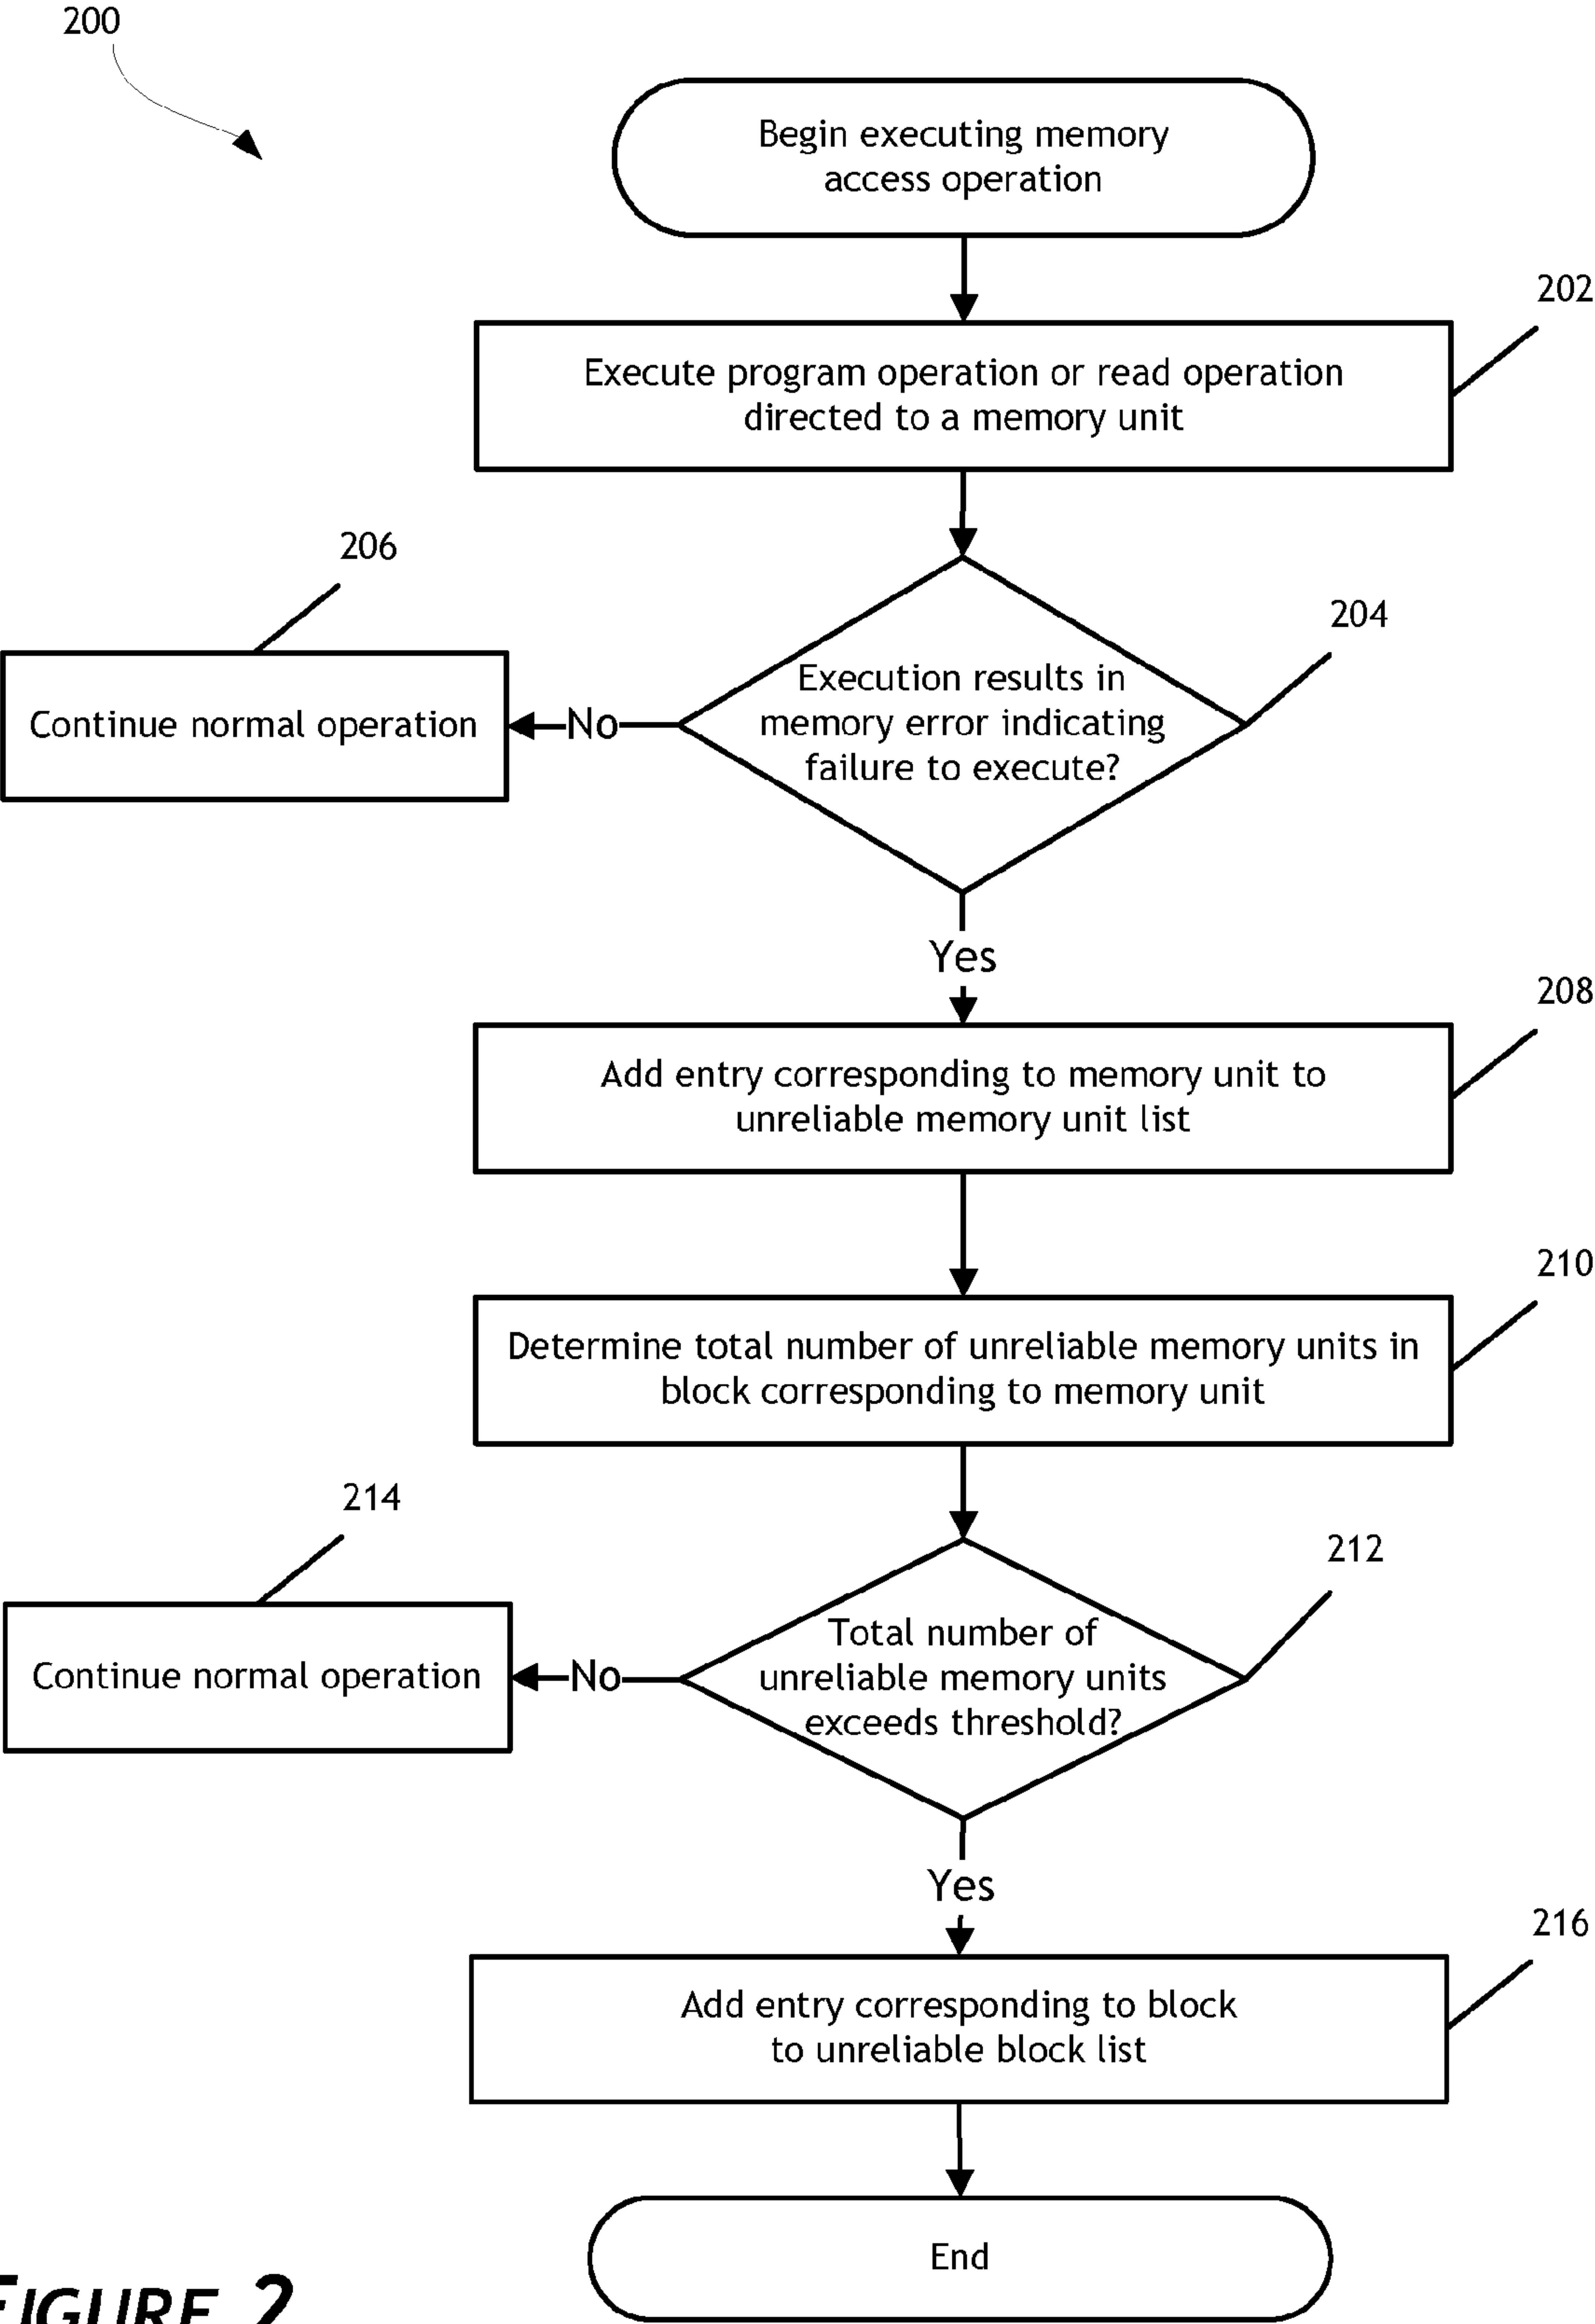 200
Begin executing memory
access operation
202
Execute program operation or read operation
directed to a memory unit
206
204
Execution results in
memory error indicating
failure to execute?
No
Continue normal operation
Yes
208
Add entry corresponding to memory unit to
unreliable memory unit list
210
Determine total number of unreliable memory units in
block corresponding to memory unit
214
212
Total number of
unreliable memory units
exceeds threshold?
No
Continue normal operation
Yes
216
Add entry corresponding to block
to unreliable block list
End
FIGURE 2